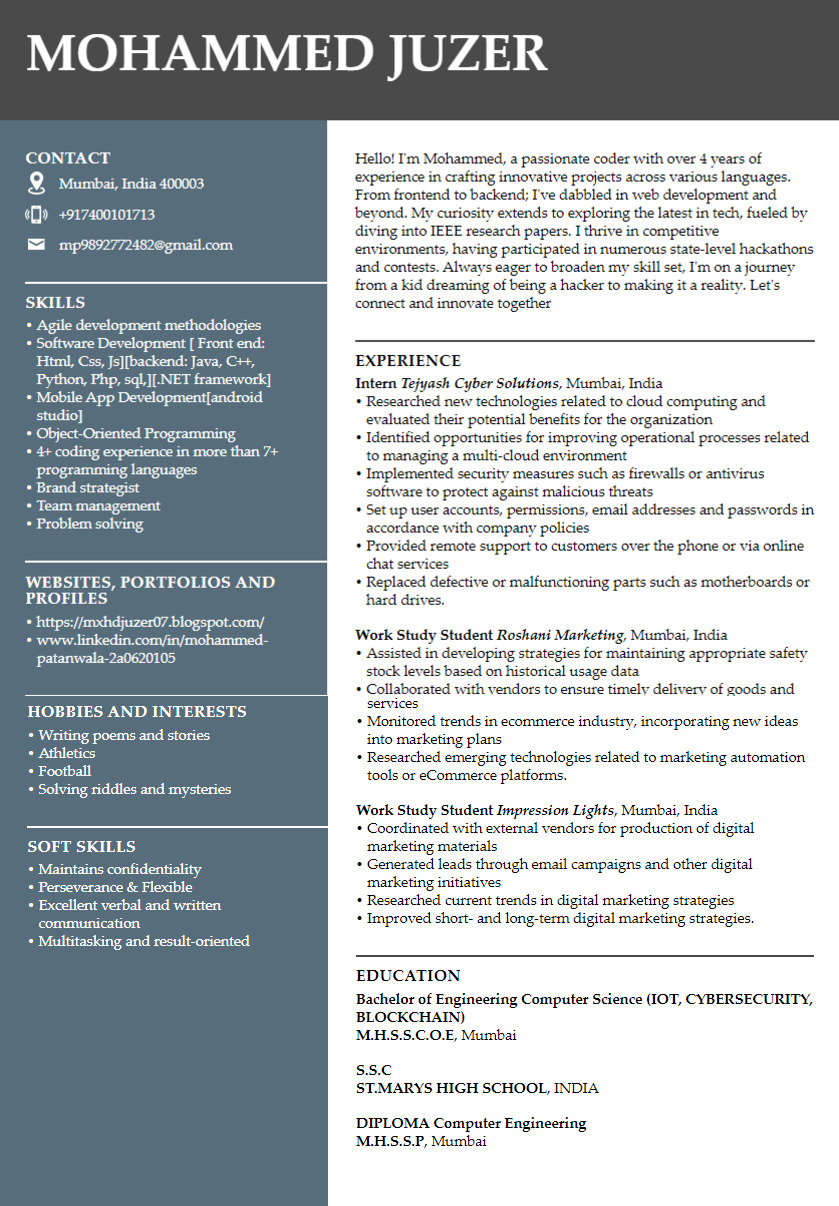 MOHAMMED JUZER
CONTACT
Mumbai, India 400003
+917400101713
mp9892772482@gmail.com
SKILLS
• Agile development methodologies
• Software Development [ Front end:
Html, Css, Js][backend: Java, C++,
Python, Php, sql,][.NET framework]
• Mobile App Development[android
studio]
• Object-Oriented Programming
• 4+ coding experience in more than 7+
programming languages
• Brand strategist
• Team management
• Problem solving
WEBSITES, PORTFOLIOS AND
PROFILES
• https://mxhdjuzer07.blogspot.com/
• www.linkedin.com/in/mohammed-
patanwala-2a0620105
HOBBIES AND INTERESTS
• Writing poems and stories
• Athletics
• Football
• Solving riddles and mysteries
SOFT SKILLS
• Maintains confidentiality
• Perseverance & Flexible
• Excellent verbal and written
communication
• Multitasking and result-oriented
Hello! I'm Mohammed, a passionate coder with over 4 years of
experience in crafting innovative projects across various languages.
From frontend to backend; I've dabbled in web development and
beyond. My curiosity extends to exploring the latest in tech, fueled by
diving into IEEE research papers. I thrive in competitive
environments, having participated in numerous state-level hackathons
and contests. Always eager to broaden my skill set, I'm on a journey
from a kid dreaming of being a hacker to making it a reality. Let's
connect and innovate together
EXPERIENCE
Intern Tejyash Cyber Solutions, Mumbai, India
• Researched new technologies related to cloud computing and
evaluated their potential benefits for the organization
• Identified opportunities for improving operational processes related
to managing a multi-cloud environment
• Implemented security measures such as firewalls or antivirus
software to protect against malicious threats
• Set up user accounts, permissions, email addresses and passwords in
accordance with company policies
• Provided remote support to customers over the phone or via online
chat services
• Replaced defective or malfunctioning parts such as motherboards or
hard drives.
Work Study Student Roshani Marketing, Mumbai, India
• Assisted in developing strategies for maintaining appropriate safety
stock levels based on historical usage data
• Collaborated with vendors to ensure timely delivery of goods and
services
• Monitored trends in ecommerce industry, incorporating new ideas
into marketing plans
• Researched emerging technologies related to marketing automation
tools or eCommerce platforms.
Work Study Student Impression Lights, Mumbai, India
• Coordinated with external vendors for production of digital
marketing materials
• Generated leads through email campaigns and other digital
marketing initiatives
• Researched current trends in digital marketing strategies
• Improved short- and long-term digital marketing strategies.
EDUCATION
Bachelor of Engineering Computer Science (IOT, CYBERSECURITY,
BLOCKCHAIN)
M.H.S.S.C.O.E, Mumbai
S.S.C
ST.MARYS HIGH SCHOOL, INDIA
DIPLOMA Computer Engineering
M.H.S.S.P, Mumbai